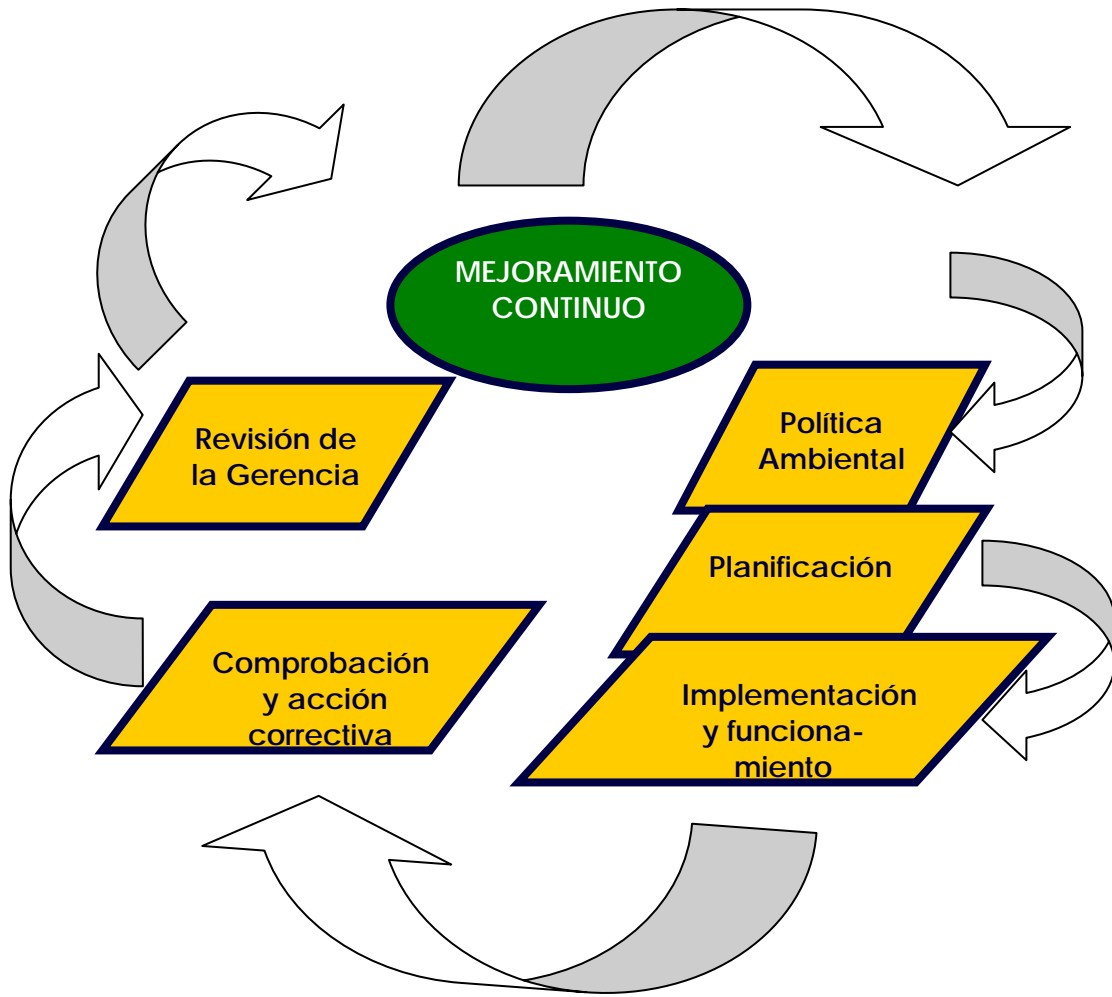 MEJORAMIENTO
CONTINUO
Política
Ambiental
Planificación
Implementación
y funciona-
miento
Comprobación
y acción
correctiva
Revisión de
la Gerencia